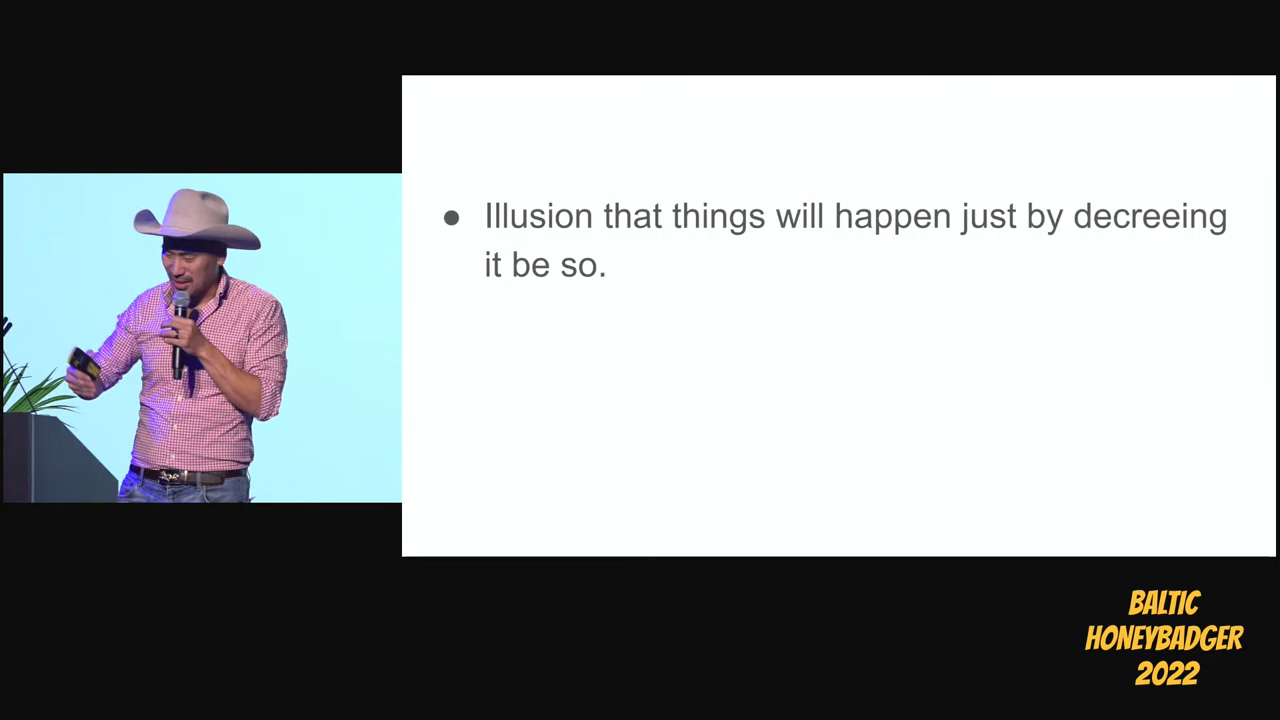 ● Illusion that things will happen just by decreeing
it be so.
BALTIC
HONEYBADGER
2022